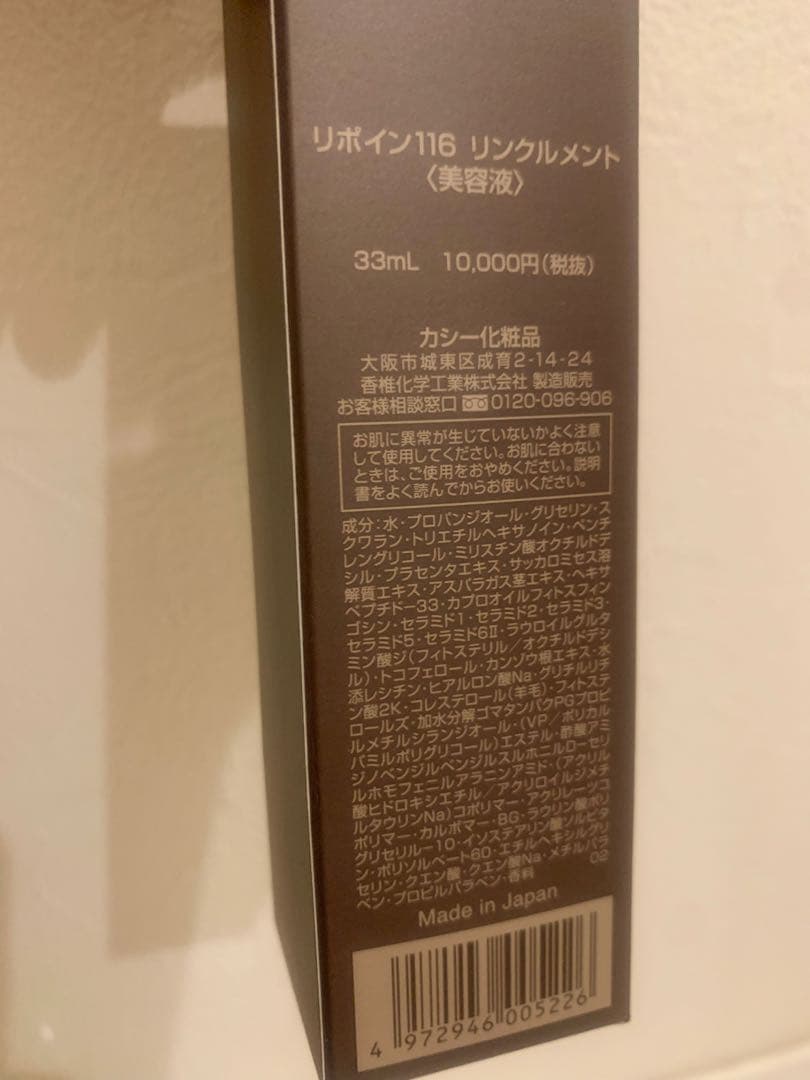 リポイン116 リンクルメント
〈美容液〉
33mL 10,000円(税抜)
カシー化粧品
大阪市城東区成育2-14-24
香椎化学工業株式会社 製造販売
お客様相談窓口 0120-096-906
お肌に異常が生じていないかよく注意
して使用してください。お肌に合わない
ときは、ご使用をおやめください。説明
書をよく読んでからお使いください。
成分:水・プロパンジオール・グリセリン・ス
クワラン・トリエチルヘキサノイン・ペンチ
レングリコール・ミリスチン酸オクチルドデ
シル・プラセンタエキス・サッカロミセス溶
解質エキス・アスパラガス茎エキス・ヘキサ
ペプチド-33・カプロオイルフィトスフィン
ゴシン・セラミド1・セラミド2・セラミド3・
セラミド5・セラミド6Ⅱ・ラウロイルグルタ
ミン酸ジ(フィトステリル/オクチルドデシ
ル)・トコフェロール・カンゾウ根エキス・水
添レシチン・ヒアルロン酸Na・グリチルリチ
ン酸2K・コレステロール(羊毛)・フィトステ
ロールズ・加水分解ゴマタンパクPGプロピ
ルメチルシランジオール・(VP/ポリカル
バミルポリグリコール)エステル・酢酸アミ
ジノベンジルベンジルスルホニルローセリ
ルホモフェニルアラニンアミド・(アクリル
酸ヒドロキシエチル/アクリロイルジメチ
ルタウリンNa)コポリマー・アクリレーツコ
ポリマー・カルボマー・BG・ラウリン酸ポリ
グリセリル-10・イソステアリン酸ソルビタ
ン・ポリソルベート60・エチルヘキシルグリ
セリン・クエン酸・クエン酸Na・メチルパラ
ベン・プロピルパラベン・香料 02
Made in Japan
4 972946 005226